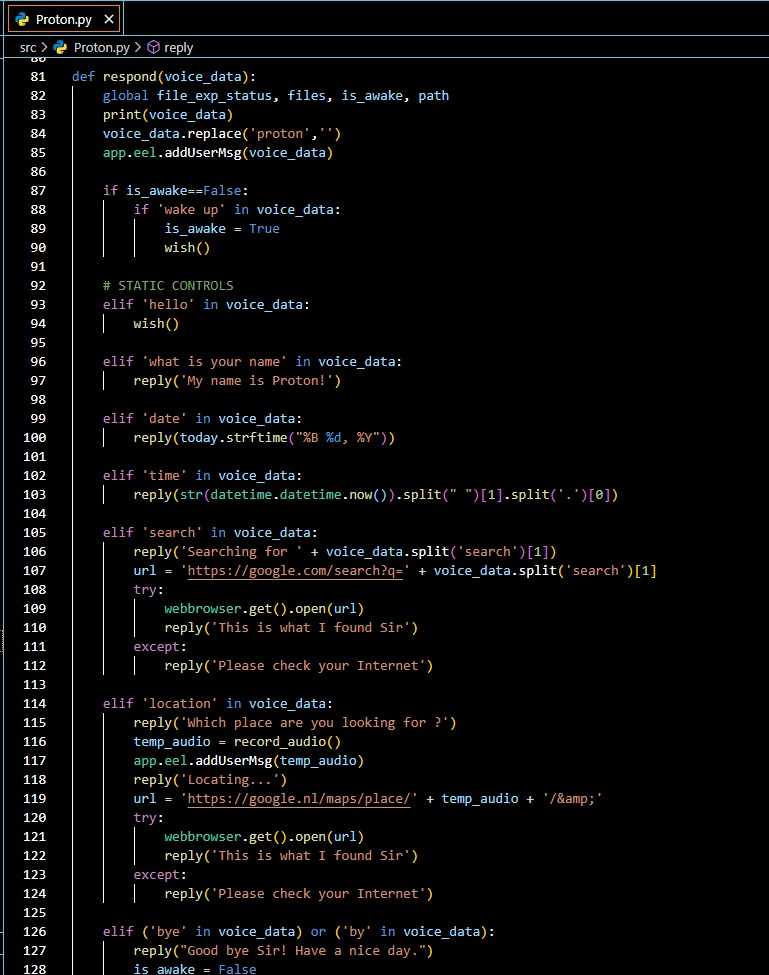 Proton.py ×
src > Proton.py > reply
80
81 def respond(voice_data):
82     global file_exp_status, files, is_awake, path
83     print(voice_data)
84     voice_data.replace('proton','')
85     app.eel.addUserMsg(voice_data)
86
87     if is_awake==False:
88         if 'wake up' in voice_data:
89             is_awake = True
90             wish()
91
92     # STATIC CONTROLS
93     elif 'hello' in voice_data:
94         wish()
95
96     elif 'what is your name' in voice_data:
97         reply('My name is Proton!')
98
99     elif 'date' in voice_data:
100         reply(today.strftime("%B %d, %Y"))
101
102     elif 'time' in voice_data:
103         reply(str(datetime.datetime.now()).split(" ")[1].split('.')[0])
104
105     elif 'search' in voice_data:
106         reply('Searching for ' + voice_data.split('search')[1])
107         url = 'https://google.com/search?q=' + voice_data.split('search')[1]
108         try:
109             webbrowser.get().open(url)
110             reply('This is what I found Sir')
111         except:
112             reply('Please check your Internet')
113
114     elif 'location' in voice_data:
115         reply('Which place are you looking for ?')
116         temp_audio = record_audio()
117         app.eel.addUserMsg(temp_audio)
118         reply('Locating...')
119         url = 'https://google.nl/maps/place/' + temp_audio + '/&amp;'
120         try:
121             webbrowser.get().open(url)
122             reply('This is what I found Sir')
123         except:
124             reply('Please check your Internet')
125
126     elif ('bye' in voice_data) or ('by' in voice_data):
127         reply("Good bye Sir! Have a nice day.")
128         is_awake = False